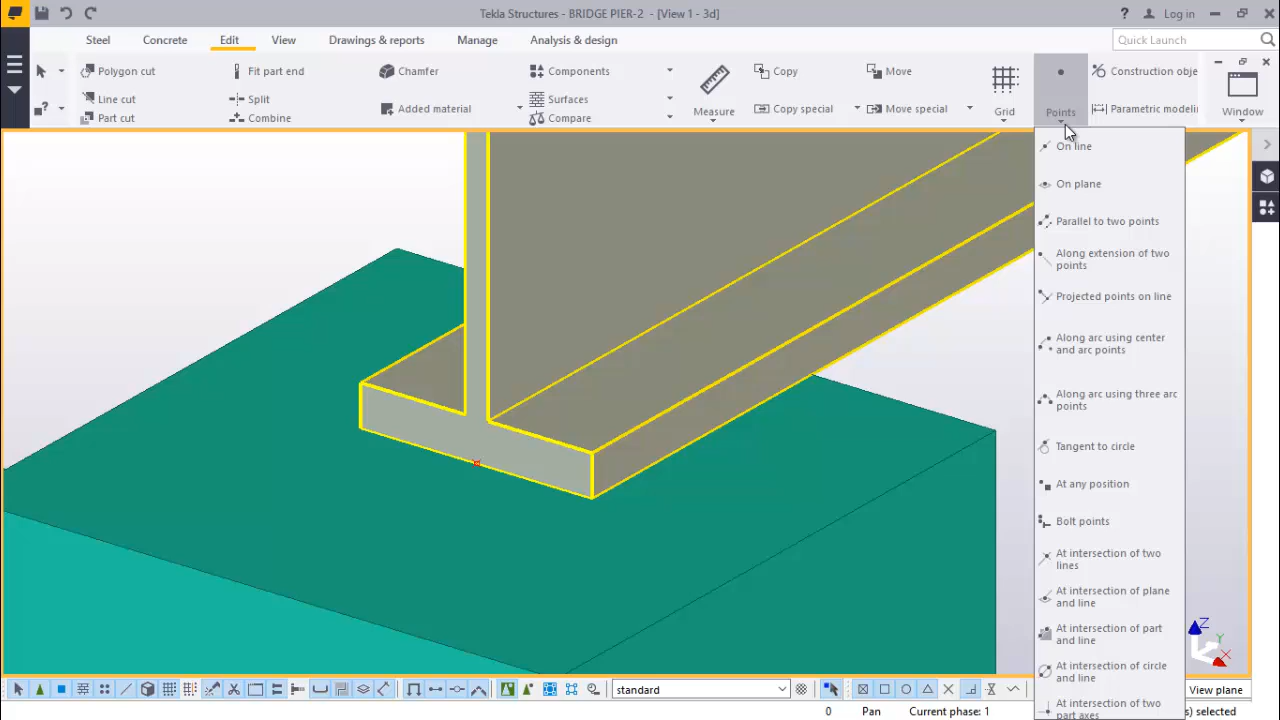 Tekla Structures - BRIDGE PIER-2 - [View 1 - 3d]
? Log in
Steel Concrete Edit View Drawings & reports Manage Analysis & design
Quick Launch
Polygon cut
Line cut
Part cut
Fit part end
Split
Combine
Chamfer
Added material
Components
Surfaces
Compare
Measure
Copy
Copy special
Move
Move special
Grid
Points
Construction obje
Parametric modeli
Window
On line
On plane
Parallel to two points
Along extension of two
points
Projected points on line
Along arc using center
and arc points
Along arc using three arc
points
Tangent to circle
At any position
Bolt points
At intersection of two
lines
At intersection of plane
and line
At intersection of part
and line
At intersection of circle
and line
At intersection of two
part axes
Z
Y
X
standard
View plane
0 Pan Current phase: 1
) selected